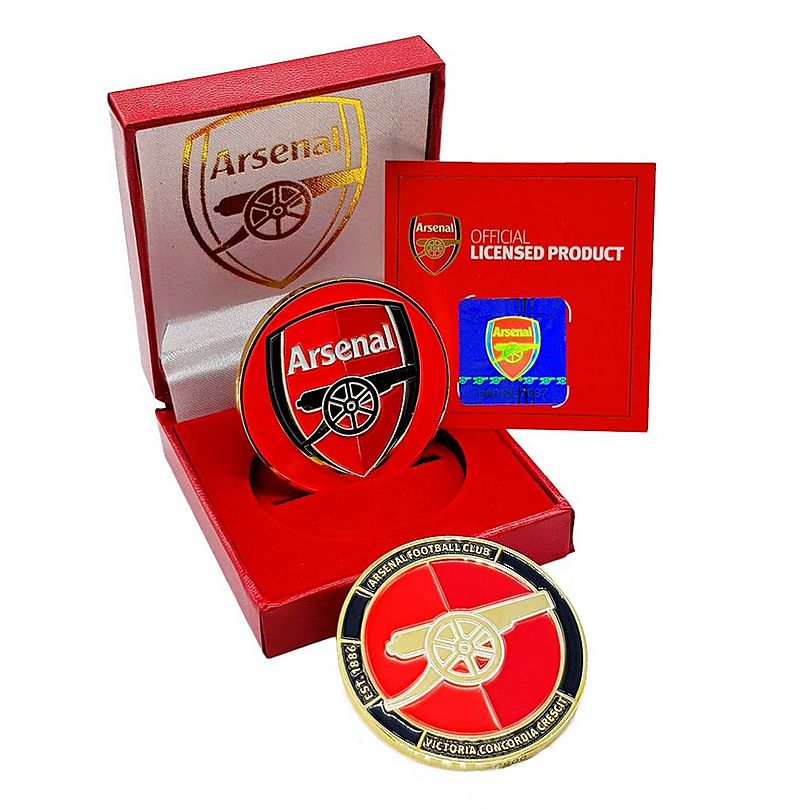 Arsenal
Arsenal
OFFICIAL
LICENSED PRODUCT
Arsenal
Arsenal
ARSENAL FOOTBALL CLUB
EST. 1886
VICTORIA CONCORDIA CRESCIT